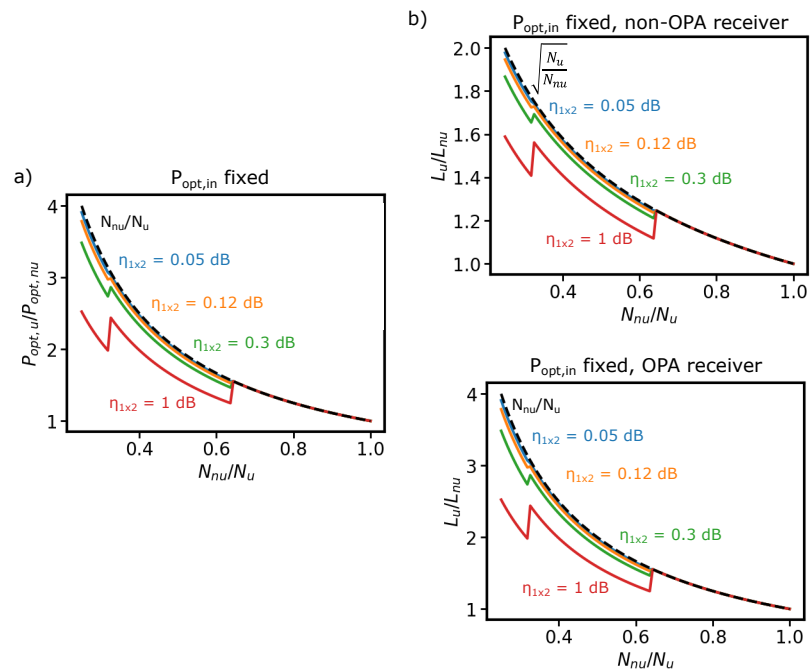 a)
P_opt,in fixed
P_opt, u/P_opt, nu
4
3
2
1
N_nu/N_u
η_1x2 = 0.05 dB
η_1x2 = 0.12 dB
η_1x2 = 0.3 dB
η_1x2 = 1 dB
0.4 0.6 0.8 1.0
N_nu/N_u
b)
P_opt,in fixed, non-OPA receiver
L_u/L_nu
2.0
1.8
1.6
1.4
1.2
1.0
√(N_u/N_nu)
η_1x2 = 0.05 dB
η_1x2 = 0.12 dB
η_1x2 = 0.3 dB
η_1x2 = 1 dB
0.4 0.6 0.8 1.0
N_nu/N_u
P_opt,in fixed, OPA receiver
L_u/L_nu
4
3
2
1
N_nu/N_u
η_1x2 = 0.05 dB
η_1x2 = 0.12 dB
η_1x2 = 0.3 dB
η_1x2 = 1 dB
0.4 0.6 0.8 1.0
N_nu/N_u